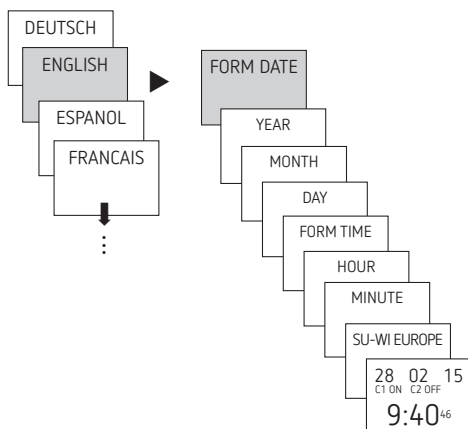 DEUTSCH
ENGLISH
ESPANOL
FRANCAIS
FORM DATE
YEAR
MONTH
DAY
FORM TIME
HOUR
MINUTE
SU-WI EUROPE
28 02 15
C1 ON C2 OFF
9:40 46